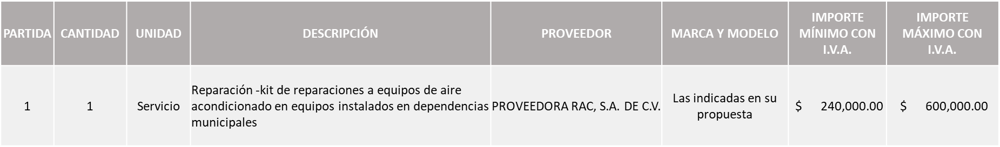 PARTIDA
CANTIDAD
UNIDAD
DESCRIPCIÓN
PROVEEDOR
MARCA Y MODELO
IMPORTE
MÍNIMO CON
I.V.A.
IMPORTE
MÁXIMO CON
I.V.A.
1
1
Servicio
Reparación -kit de reparaciones a equipos de aire
acondicionado en equipos instalados en dependencias
municipales
PROVEEDORA RAC, S.A. DE C.V.
Las indicadas en su
propuesta
$ 240,000.00
$ 600,000.00